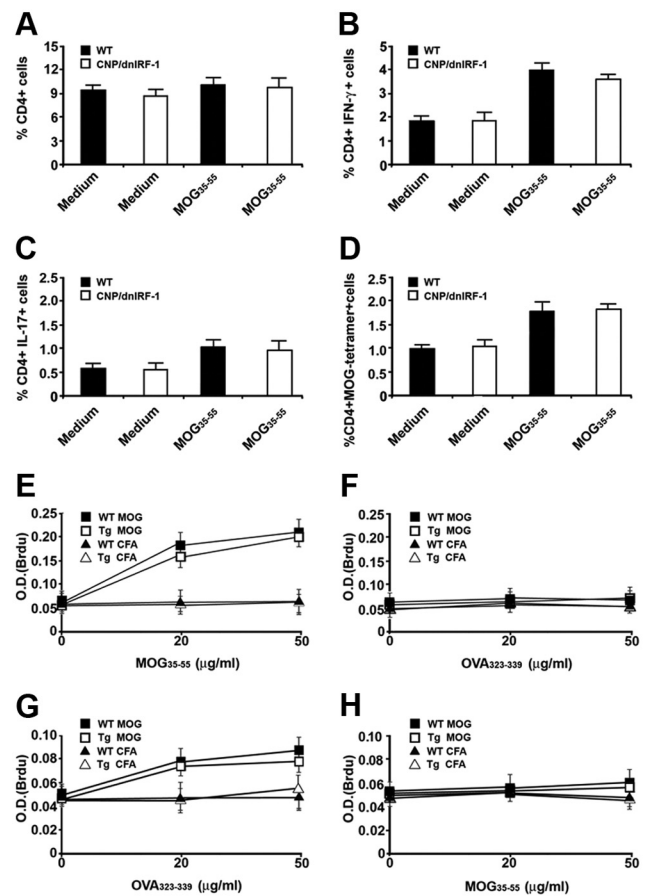 A
% CD4+ cells
WT
CNP/dnIRF-1
15
12
9
6
3
0
Medium
Medium
MOG35-55
MOG35-55
B
% CD4+ IFN-γ+ cells
WT
CNP/dnIRF-1
5
4
3
2
1
0
Medium
Medium
MOG35-55
MOG35-55
C
% CD4+ IL-17+ cells
WT
CNP/dnIRF-1
2.5
2.0
1.5
1.0
0.5
0
Medium
Medium
MOG35-55
MOG35-55
D
%CD4+MOG-tetramer+cells
WT
CNP/dnIRF-1
2.5
2.0
1.5
1.0
0.5
0
Medium
Medium
MOG35-55
MOG35-55
E
O.D.(Brdu)
WT MOG
Tg MOG
WT CFA
Tg CFA
0.25
0.20
0.15
0.10
0.05
0.00
0
20
50
MOG35-55 (μg/ml)
F
O.D.(Brdu)
WT MOG
Tg MOG
WT CFA
Tg CFA
0.25
0.20
0.15
0.10
0.05
0.00
0
20
50
OVA323-339 (μg/ml)
G
O.D.(Brdu)
WT MOG
Tg MOG
WT CFA
Tg CFA
0.10
0.08
0.06
0.04
0.02
0.00
0
20
50
OVA323-339 (μg/ml)
H
O.D.(Brdu)
WT MOG
Tg MOG
WT CFA
Tg CFA
0.10
0.08
0.06
0.04
0.02
0.00
0
20
50
MOG35-55 (μg/ml)